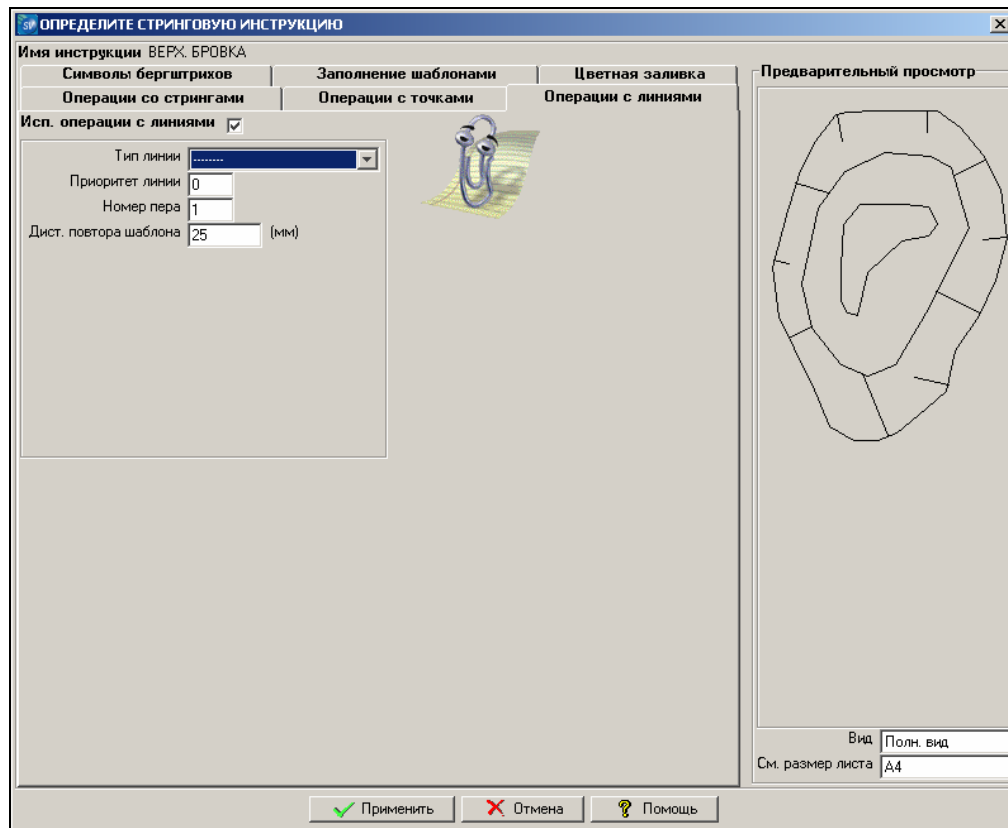 ОПРЕДЕЛИТЕ СТРИНГОВУЮ ИНСТРУКЦИЮ
Имя инструкции ВЕРХ. БРОВКА
Символы бергштрихов Заполнение шаблонами Цветная заливка
Операции со стрингами Операции с точками Операции с линиями
Исп. операции с линиями
Тип линии --------
Приоритет линии 0
Номер пера 1
Дист. повтора шаблона 25 (мм)
Предварительный просмотр
Вид Полн. вид
См. размер листа A4
Применить Отмена Помощь